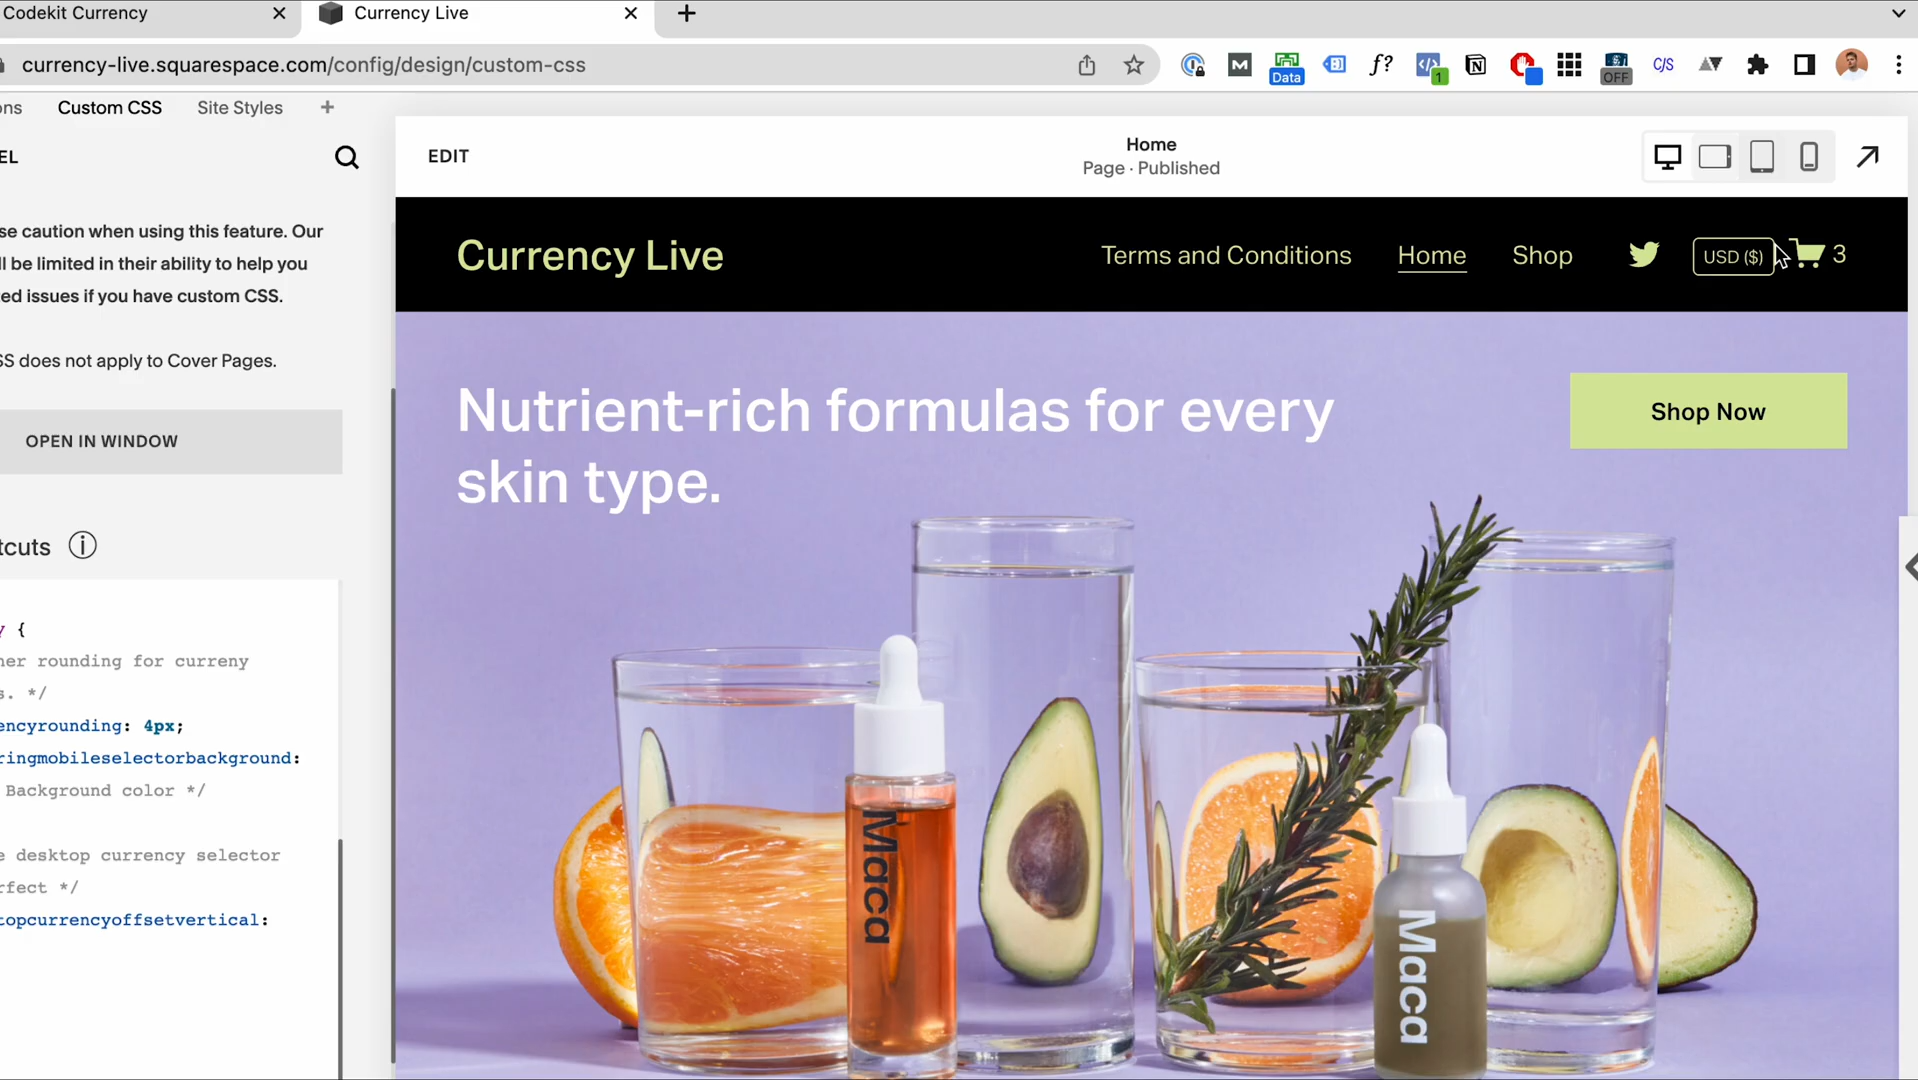 Codekit Currency
Currency Live
currency-live.squarespace.com/config/design/custom-css
M
Data
f?
1
OFF
C/S
ons
Custom CSS
Site Styles
EL
EDIT
Home
Page · Published
se caution when using this feature. Our
ll be limited in their ability to help you
ted issues if you have custom CSS.
SS does not apply to Cover Pages.
OPEN IN WINDOW
tcuts
y {
ner rounding for curreny
s. */
encyrounding: 4px;
ringmobileselectorbackground:
Background color */
e desktop currency selector
rfect */
topcurrencyoffsetvertical:
Currency Live
Terms and Conditions
Home
Shop
USD ($)
3
Nutrient-rich formulas for every
skin type.
Shop Now
Maca
Maca